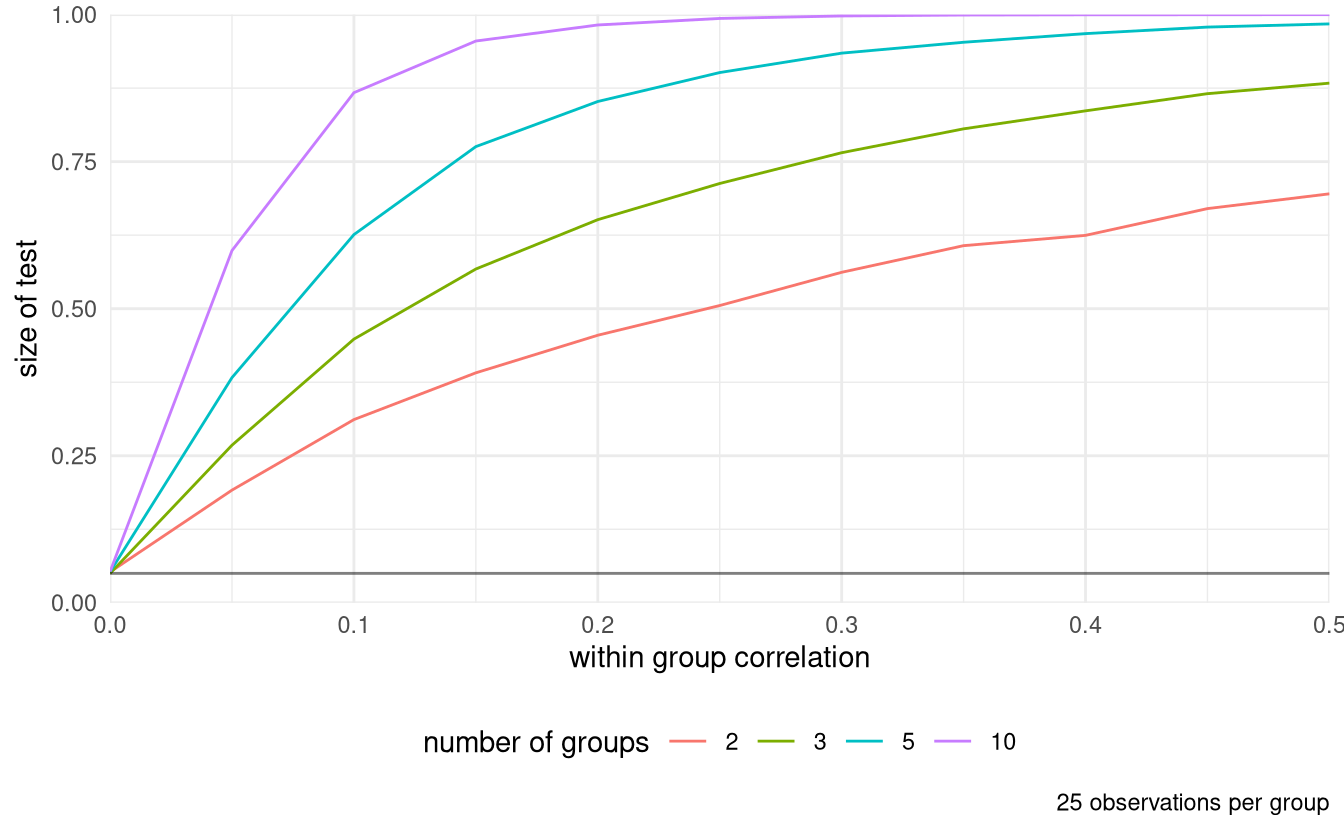 1.00
0.75
0.50
0.25
0.00
size of test
0.0 0.1 0.2 0.3 0.4 0.5
within group correlation
number of groups 2 3 5 10
25 observations per group